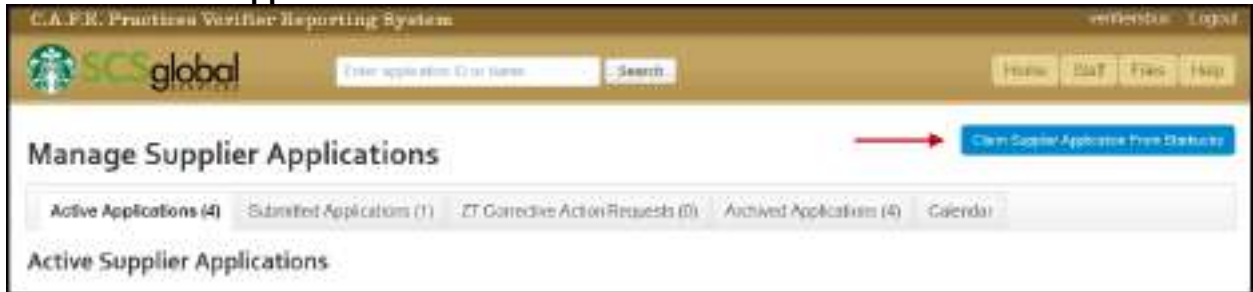 C.A.F.E. Practices Verifier Reporting System
Logout
SCSglobal
SERVICES
Enter application ID or Name
Search
Home Staff Files Help
Claim Supplier Application From Starbucks
Manage Supplier Applications
Active Applications (4) Submitted Applications (1) ZT Corrective Action Requests (0) Archived Applications (4) Calendar
Active Supplier Applications